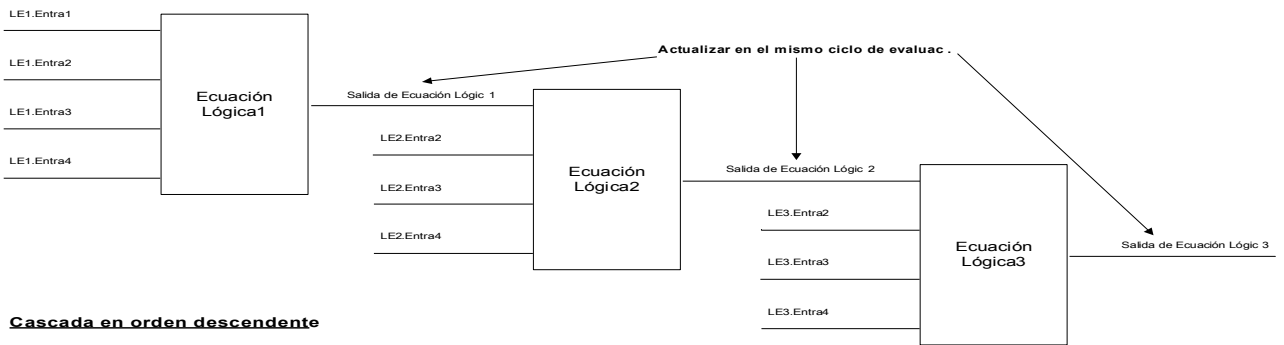 LE1.Entra1
LE1.Entra2
LE1.Entra3
LE1.Entra4
Ecuación
Lógica1
Actualizar en el mismo ciclo de evaluac .
Salida de Ecuación Lógic 1
LE2.Entra2
LE2.Entra3
LE2.Entra4
Ecuación
Lógica2
Salida de Ecuación Lógic 2
LE3.Entra2
LE3.Entra3
LE3.Entra4
Ecuación
Lógica3
Salida de Ecuación Lógic 3
Cascada en orden descendente